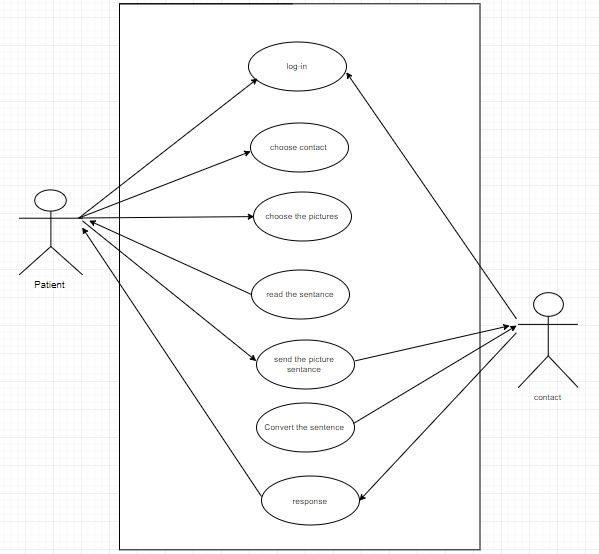 log-in
choose contact
choose the pictures
Patient
read the sentance
send the picture
sentance
contact
Convert the sentence
response